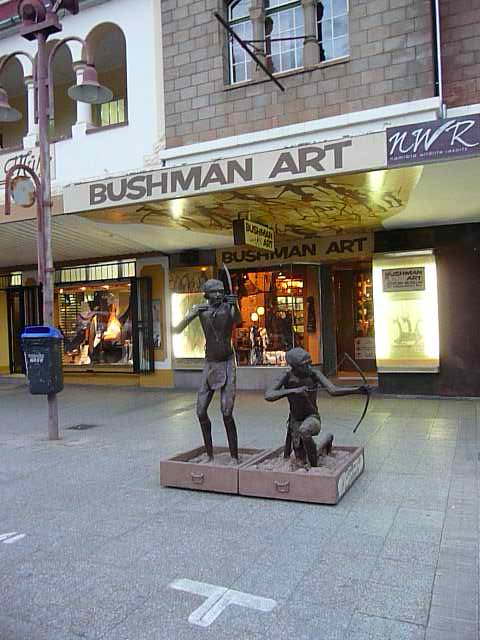 BUSHMAN ART
NWR
namibia wildlife resorts
BUSHMAN
ART
BUSHMAN ART
BUSHMAN
ART